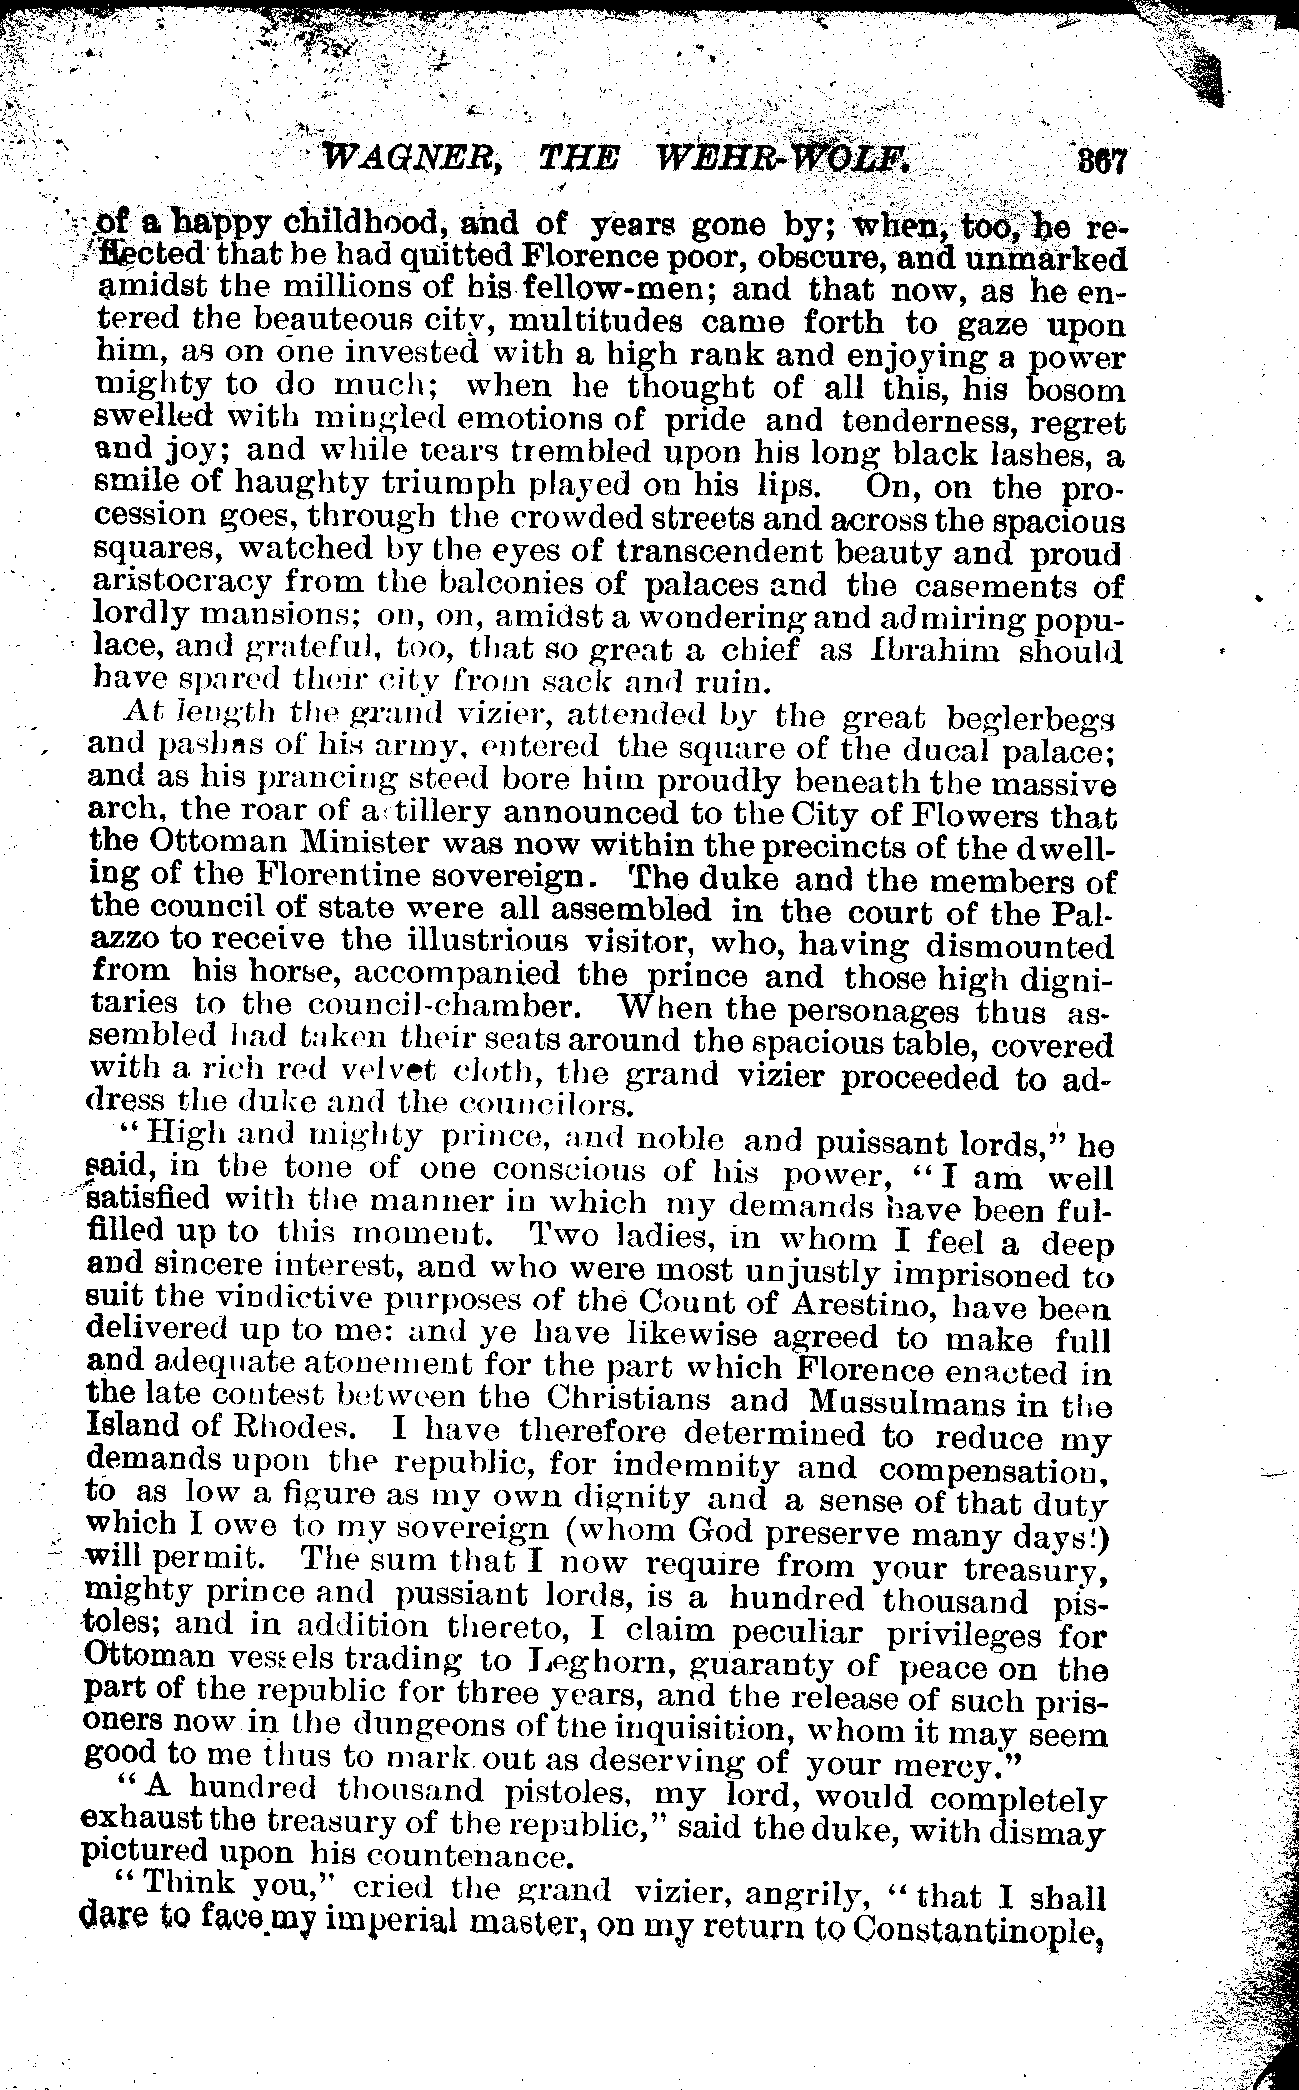 WAGNER, THE WEHR-WOLF. 367
of a happy childhood, and of years gone by; when, too, he re-
flected that he had quitted Florence poor, obscure, and unmarked
amidst the millions of his fellow-men; and that now, as he en-
tered the beauteous city, multitudes came forth to gaze upon
him, as on one invested with a high rank and enjoying a power
mighty to do much; when he thought of all this, his bosom
swelled with mingled emotions of pride and tenderness, regret
and joy; and while tears trembled upon his long black lashes, a
smile of haughty triumph played on his lips. On, on the pro-
cession goes, through the crowded streets and across the spacious
squares, watched by the eyes of transcendent beauty and proud
aristocracy from the balconies of palaces and the casements of
lordly mansions; on, on, amidst a wondering and admiring popu-
lace, and grateful, too, that so great a chief as Ibrahim should
have spared their city from sack and ruin.
At length the grand vizier, attended by the great beglerbegs
and pashas of his army, entered the square of the ducal palace;
and as his prancing steed bore him proudly beneath the massive
arch, the roar of artillery announced to the City of Flowers that
the Ottoman Minister was now within the precincts of the dwell-
ing of the Florentine sovereign. The duke and the members of
the council of state were all assembled in the court of the Pal-
azzo to receive the illustrious visitor, who, having dismounted
from his horse, accompanied the prince and those high digni-
taries to the council-chamber. When the personages thus as-
sembled had taken their seats around the spacious table, covered
with a rich red velvet cloth, the grand vizier proceeded to ad-
dress the duke and the councilors.
"High and mighty prince, and noble and puissant lords," he
said, in the tone of one conscious of his power, "I am well
satisfied with the manner in which my demands have been ful-
filled up to this moment. Two ladies, in whom I feel a deep
and sincere interest, and who were most unjustly imprisoned to
suit the vindictive purposes of the Count of Arestino, have been
delivered up to me: and ye have likewise agreed to make full
and adequate atonement for the part which Florence enacted in
the late contest between the Christians and Mussulmans in the
Island of Rhodes. I have therefore determined to reduce my
demands upon the republic, for indemnity and compensation,
to as low a figure as my own dignity and a sense of that duty
which I owe to my sovereign (whom God preserve many days!)
will permit. The sum that I now require from your treasury,
mighty prince and pussiant lords, is a hundred thousand pis-
toles; and in addition thereto, I claim peculiar privileges for
Ottoman vessels trading to Leghorn, guaranty of peace on the
part of the republic for three years, and the release of such pris-
oners now in the dungeons of the inquisition, whom it may seem
good to me thus to mark out as deserving of your mercy."
"A hundred thousand pistoles, my lord, would completely
exhaust the treasury of the republic," said the duke, with dismay
pictured upon his countenance.
"Think you," cried the grand vizier, angrily, "that I shall
dare to face my imperial master, on my return to Constantinople,